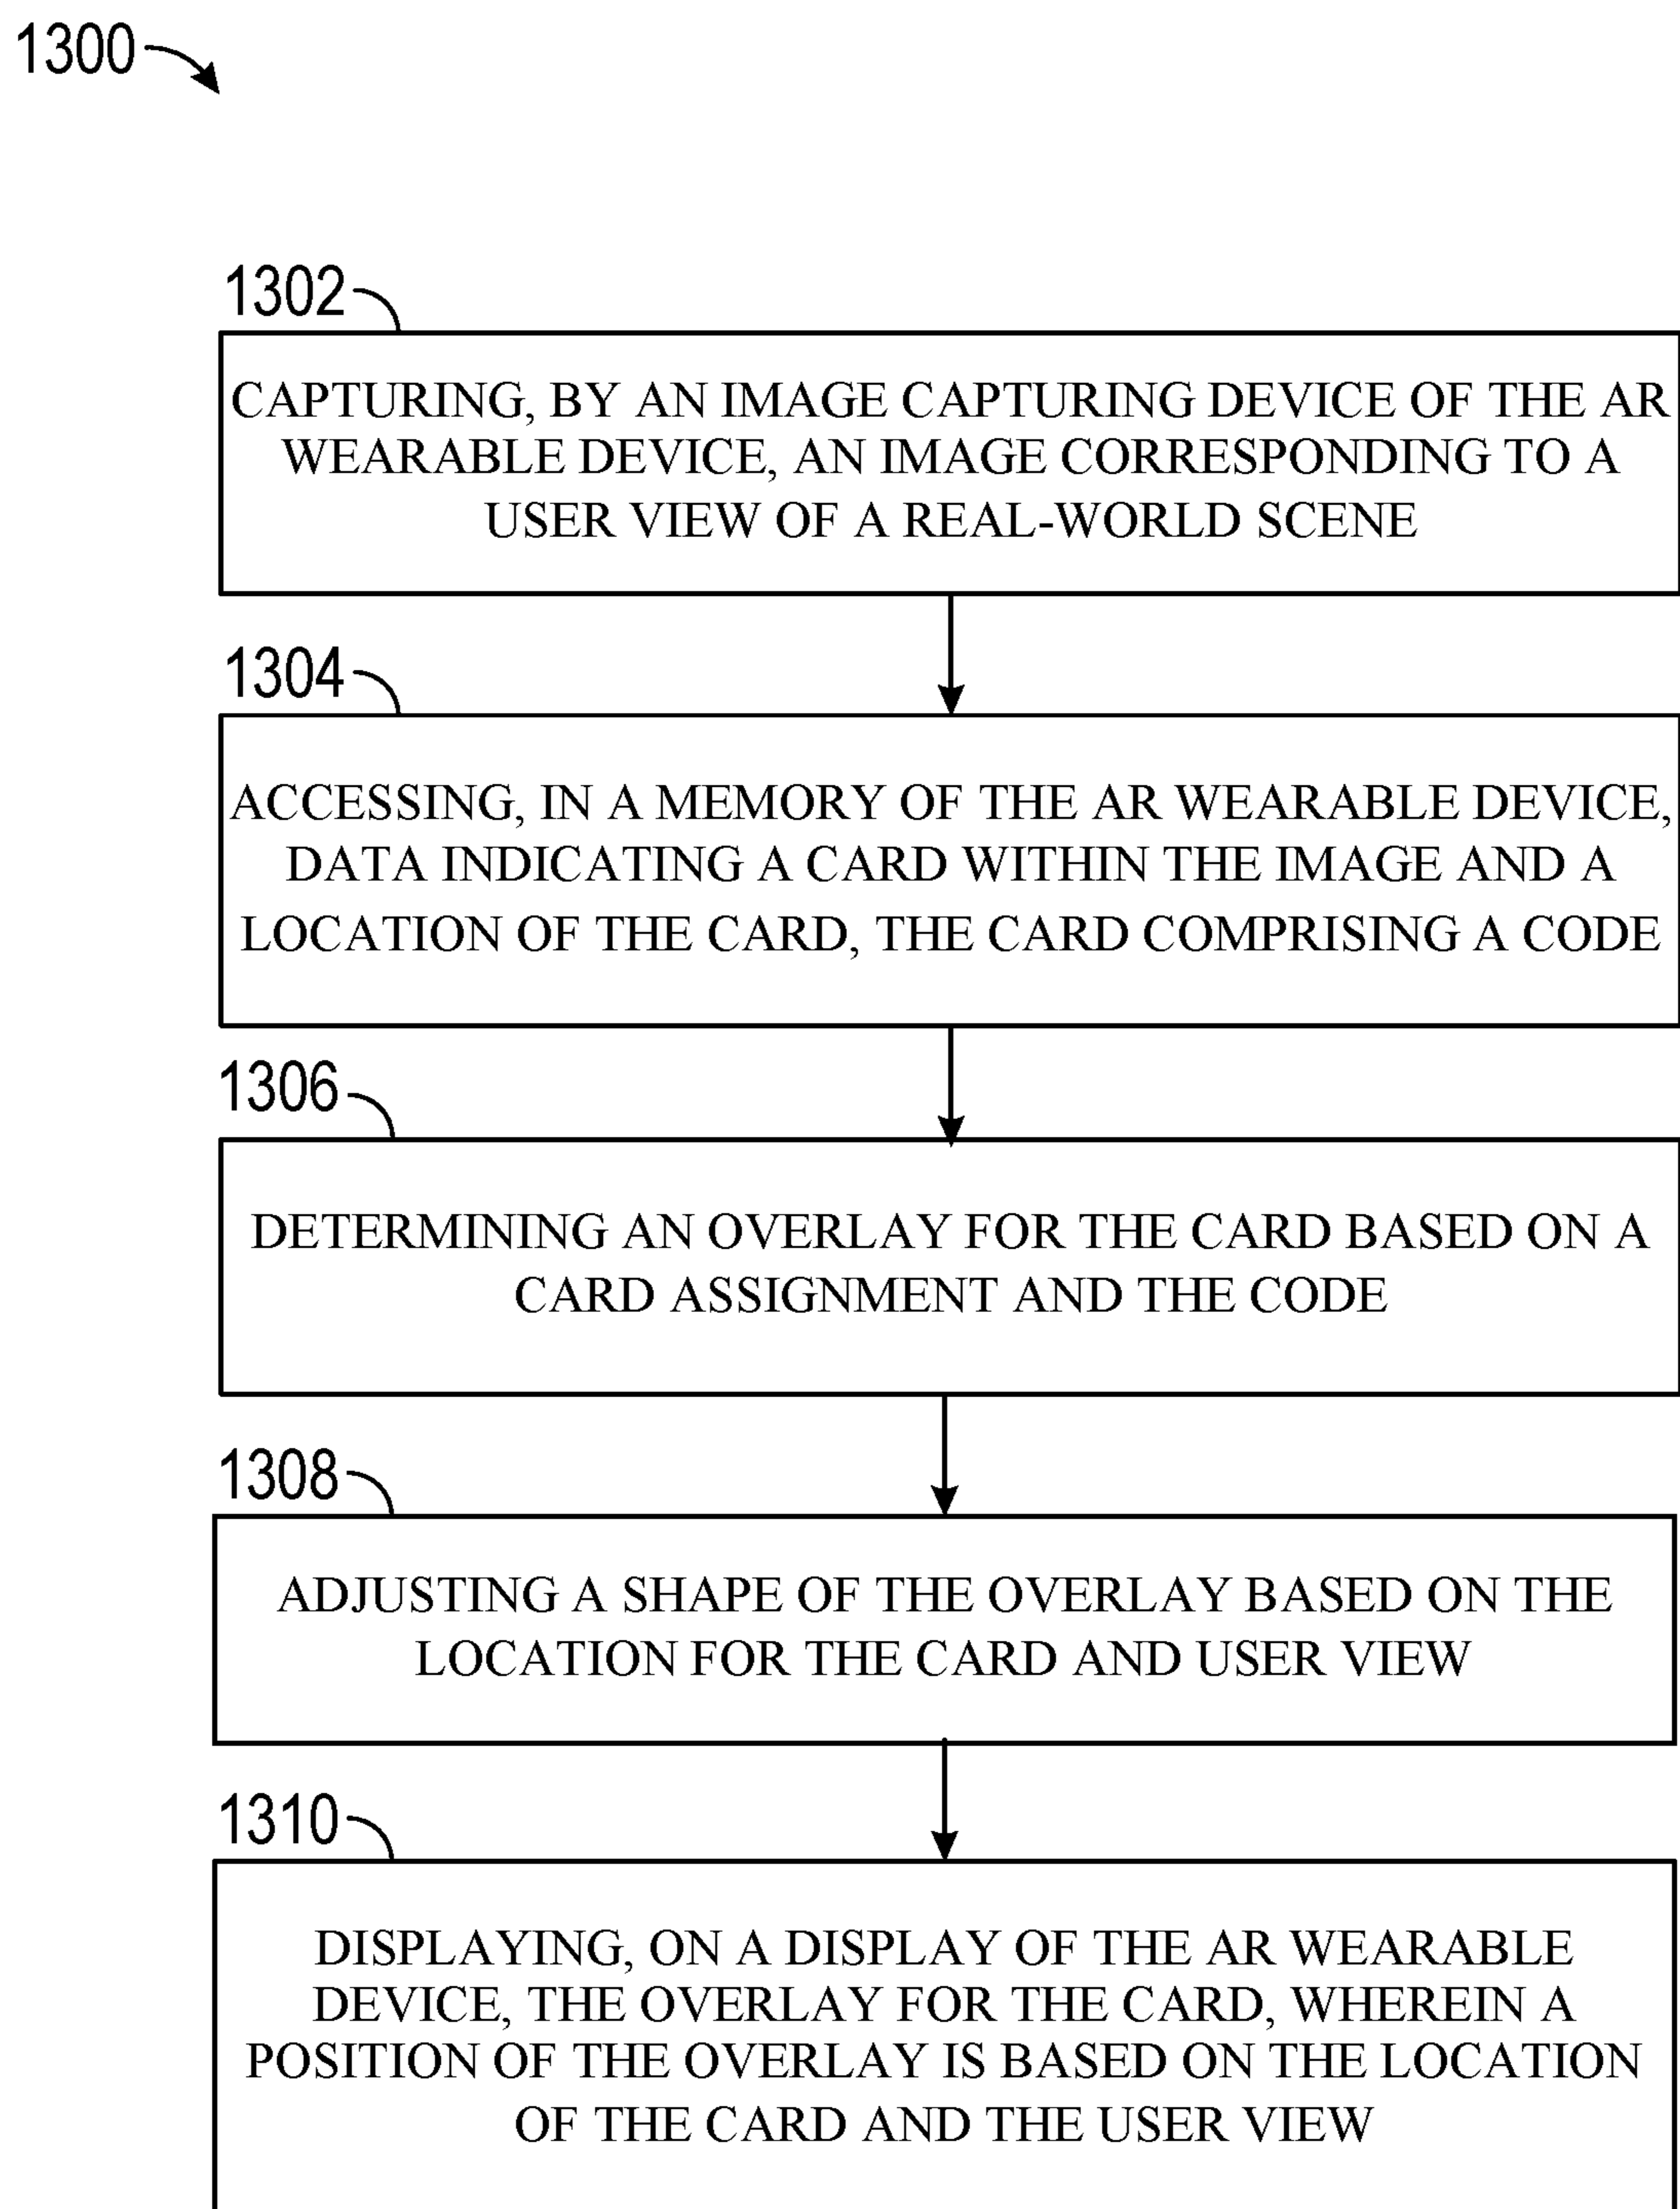 1300
1302
CAPTURING, BY AN IMAGE CAPTURING DEVICE OF THE AR
WEARABLE DEVICE, AN IMAGE CORRESPONDING TO A
USER VIEW OF A REAL-WORLD SCENE
1304
ACCESSING, IN A MEMORY OF THE AR WEARABLE DEVICE,
DATA INDICATING A CARD WITHIN THE IMAGE AND A
LOCATION OF THE CARD, THE CARD COMPRISING A CODE
1306
DETERMINING AN OVERLAY FOR THE CARD BASED ON A
CARD ASSIGNMENT AND THE CODE
1308
ADJUSTING A SHAPE OF THE OVERLAY BASED ON THE
LOCATION FOR THE CARD AND USER VIEW
1310
DISPLAYING, ON A DISPLAY OF THE AR WEARABLE
DEVICE, THE OVERLAY FOR THE CARD, WHEREIN A
POSITION OF THE OVERLAY IS BASED ON THE LOCATION
OF THE CARD AND THE USER VIEW